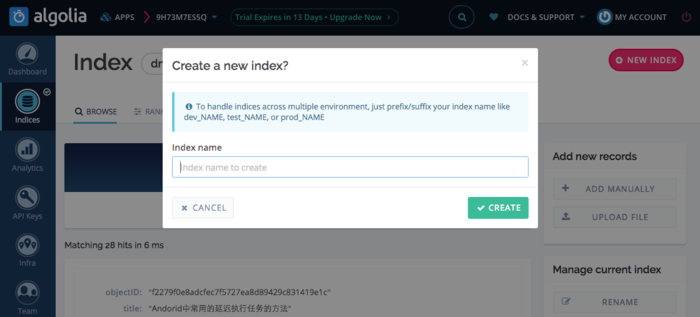 algolia
APPS
9H73M7ESSQ
Trial Expires in 13 Days • Upgrade Now
DOCS & SUPPORT
MY ACCOUNT
Dashboard
Indices
Analytics
API Keys
Infra
Team
Index
NEW INDEX
BROWSE
Create a new index?
To handle indices across multiple environment, just prefix/suffix your index name like
dev_NAME, test_NAME, or prod_NAME
Index name
Index name to create
CANCEL
CREATE
Add new records
ADD MANUALLY
UPLOAD FILE
Matching 28 hits in 6 ms
Manage current index
RENAME
objectID: "f2279f0e8adcfec7f5727ea8d89429c831419e1c"
title: "Andorid中常用的延迟执行任务的方法"